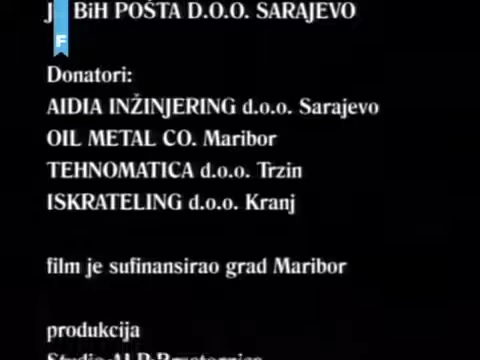 J BiH POŠTA D.O.O. SARAJEVO
F
Donatori:
AIDIA INŽINJERING d.o.o. Sarajevo
OIL METAL CO. Maribor
TEHNOMATICA d.o.o. Trzin
ISKRATELING d.o.o. Kranj
film je sufinansirao grad Maribor
produkcija